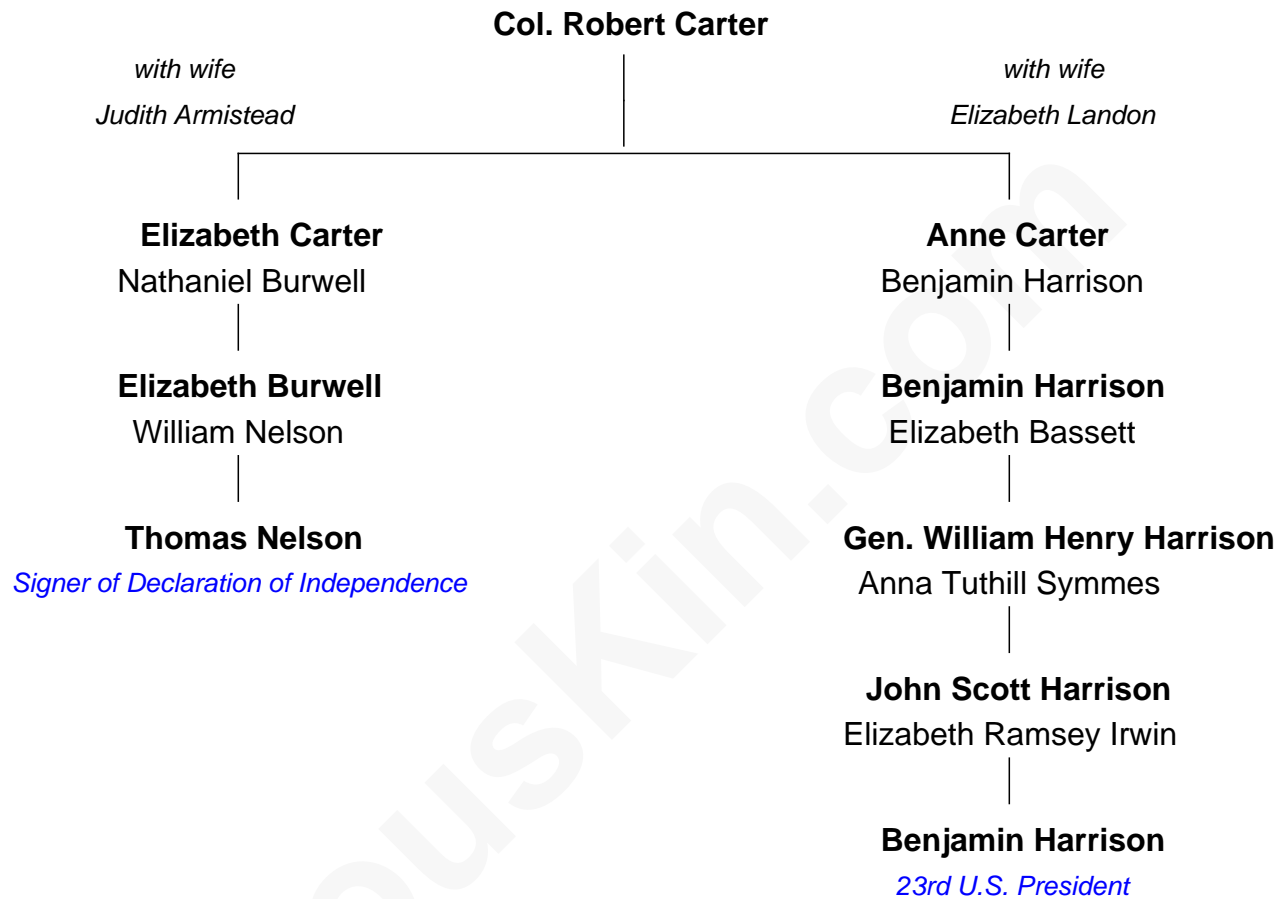 Col. Robert Carter
with wife
Judith Armistead
with wife
Elizabeth Landon
Elizabeth Carter
Nathaniel Burwell
Elizabeth Burwell
William Nelson
Thomas Nelson
Signer of Declaration of Independence
Anne Carter
Benjamin Harrison
Benjamin Harrison
Elizabeth Bassett
Gen. William Henry Harrison
Anna Tuthill Symmes
John Scott Harrison
Elizabeth Ramsey Irwin
Benjamin Harrison
23rd U.S. President
ousKin.com